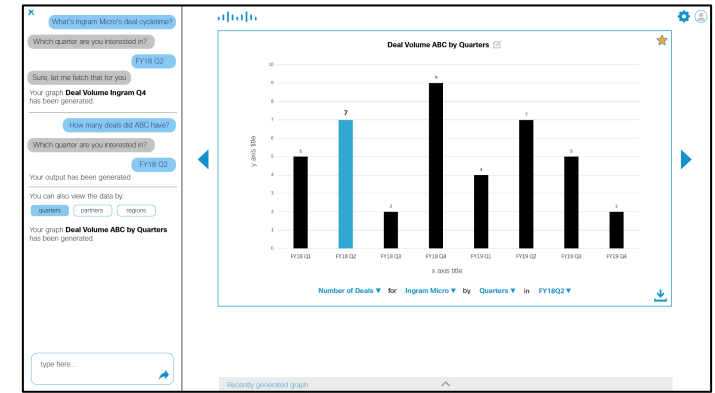 What's Ingram Micro's deal cycletime?
Which quarter are you interested in?
FY18 Q2
Sure, let me fetch that for you
Your graph Deal Volume Ingram Q4
has been generated.
How many deals did ABC have?
Which quarter are you interested in?
FY18 Q2
Your output has been generated
You can also view the data by:
quarters partners regions
Your graph Deal Volume ABC by Quarters
has been generated.
type here...
Deal Volume ABC by Quarters
y axis title
10
9
8
7
6
5
4
3
2
1
0
5
7
2
9
4
7
5
2
FY18 Q1 FY18 Q2 FY18 Q3 FY18 Q4 FY19 Q1 FY19 Q2 FY19 Q3 FY19 Q4
x axis title
Number of Deals ▼ for Ingram Micro ▼ by Quarters ▼ in FY18Q2 ▼
Recently generated graph